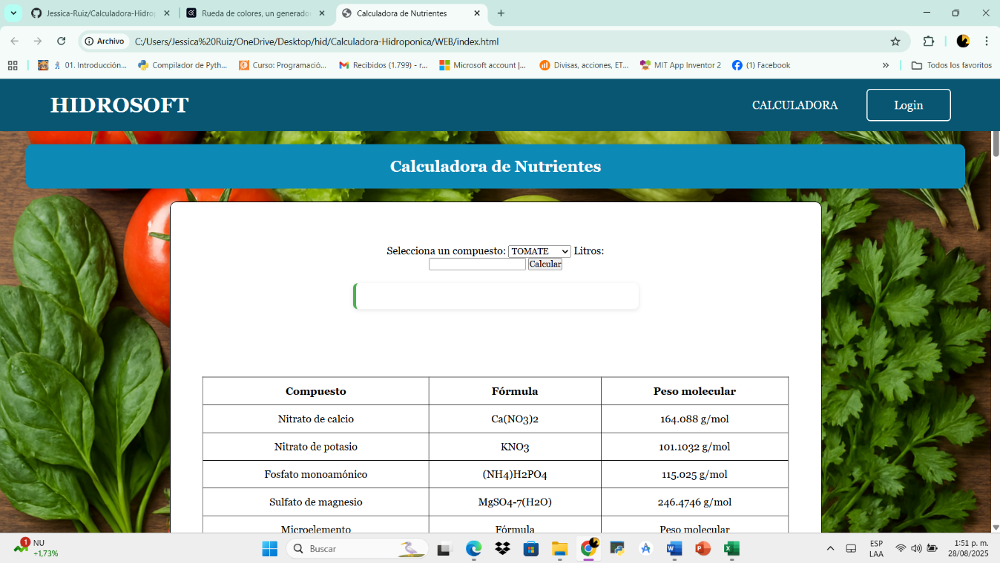 Jessica-Ruiz/Calculadora-Hidrop
Rueda de colores, un generado
Calculadora de Nutrientes
Archivo
C:/Users/Jessica%20Ruiz/OneDrive/Desktop/hid/Calculadora-Hidroponica/WEB/index.html
01. Introducción...
Compilador de Pyth...
Curso: Programació...
Recibidos (1.799) - r...
Microsoft account |...
Divisas, acciones, ET...
MIT App Inventor 2
(1) Facebook
»
Todos los favoritos
HIDROSOFT
CALCULADORA
Login
Calculadora de Nutrientes
Selecciona un compuesto: TOMATE Litros:
Calcular
Compuesto Fórmula Peso molecular
Nitrato de calcio Ca(NO3)2 164.088 g/mol
Nitrato de potasio KNO3 101.1032 g/mol
Fosfato monoamónico (NH4)H2PO4 115.025 g/mol
Sulfato de magnesio MgSO4-7(H2O) 246.4746 g/mol
Microelemento Fórmula Peso molecular
1
NU
+1,73%
Buscar
ESP
LAA
1:51 p. m.
28/08/2025